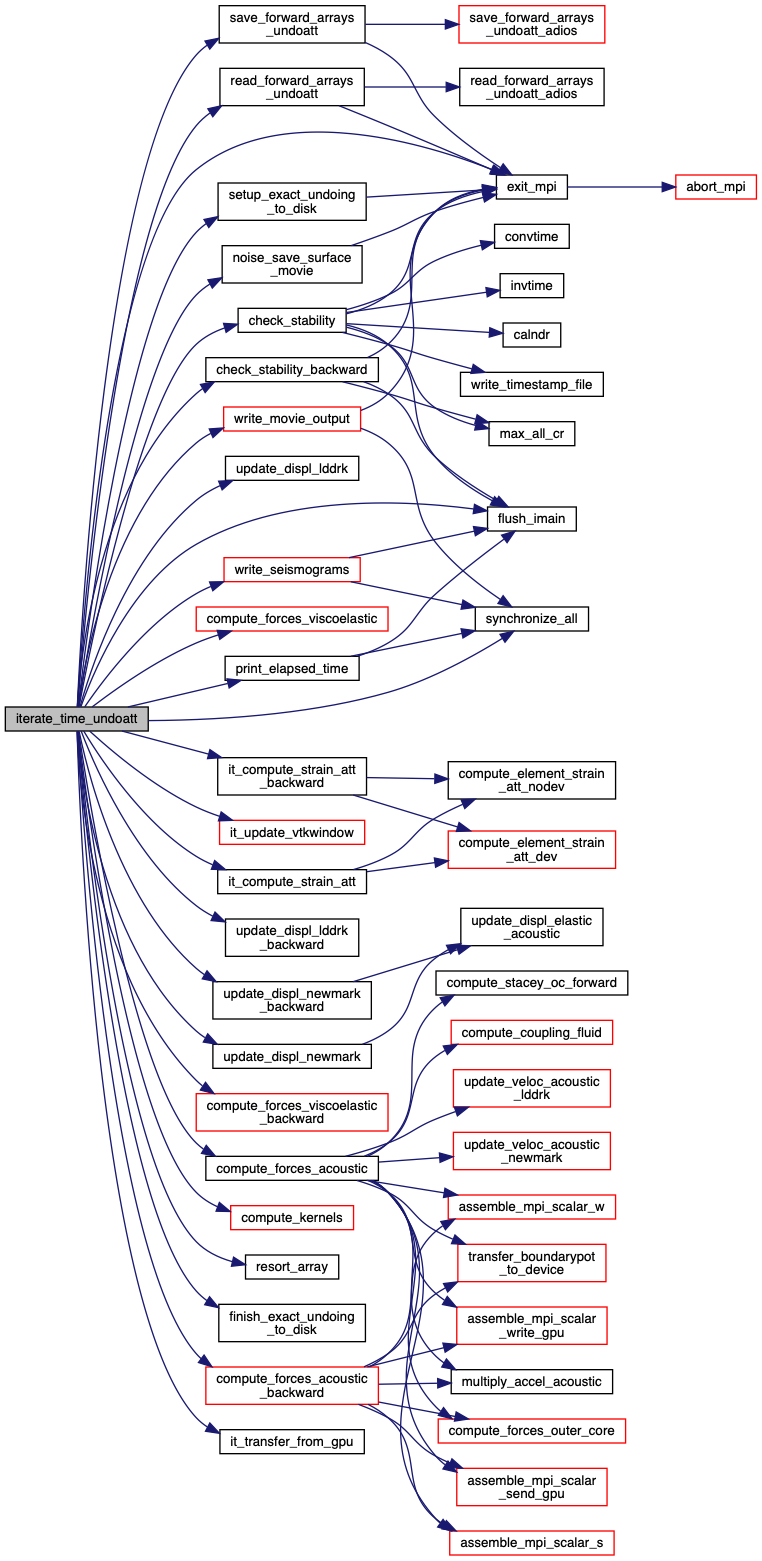 save_forward_arrays
_undoatt
save_forward_arrays
_undoatt_adios
read_forward_arrays
_undoatt
read_forward_arrays
_undoatt_adios
exit_mpi
abort_mpi
setup_exact_undoing
_to_disk
convtime
noise_save_surface
_movie
invtime
check_stability
calndr
check_stability_backward
write_timestamp_file
write_movie_output
max_all_cr
update_displ_lddrk
flush_imain
write_seismograms
compute_forces_viscoelastic
synchronize_all
print_elapsed_time
iterate_time_undoatt
it_compute_strain_att
_backward
compute_element_strain
_att_nodev
it_update_vtkwindow
compute_element_strain
_att_dev
it_compute_strain_att
update_displ_lddrk
_backward
update_displ_elastic
_acoustic
update_displ_newmark
_backward
compute_stacey_oc_forward
update_displ_newmark
compute_coupling_fluid
compute_forces_viscoelastic
_backward
update_veloc_acoustic
_lddrk
compute_forces_acoustic
update_veloc_acoustic
_newmark
compute_kernels
assemble_mpi_scalar_w
resort_array
transfer_boundarypot
_to_device
finish_exact_undoing
_to_disk
assemble_mpi_scalar
_write_gpu
compute_forces_acoustic
_backward
multiply_accel_acoustic
it_transfer_from_gpu
compute_forces_outer_core
assemble_mpi_scalar
_send_gpu
assemble_mpi_scalar_s